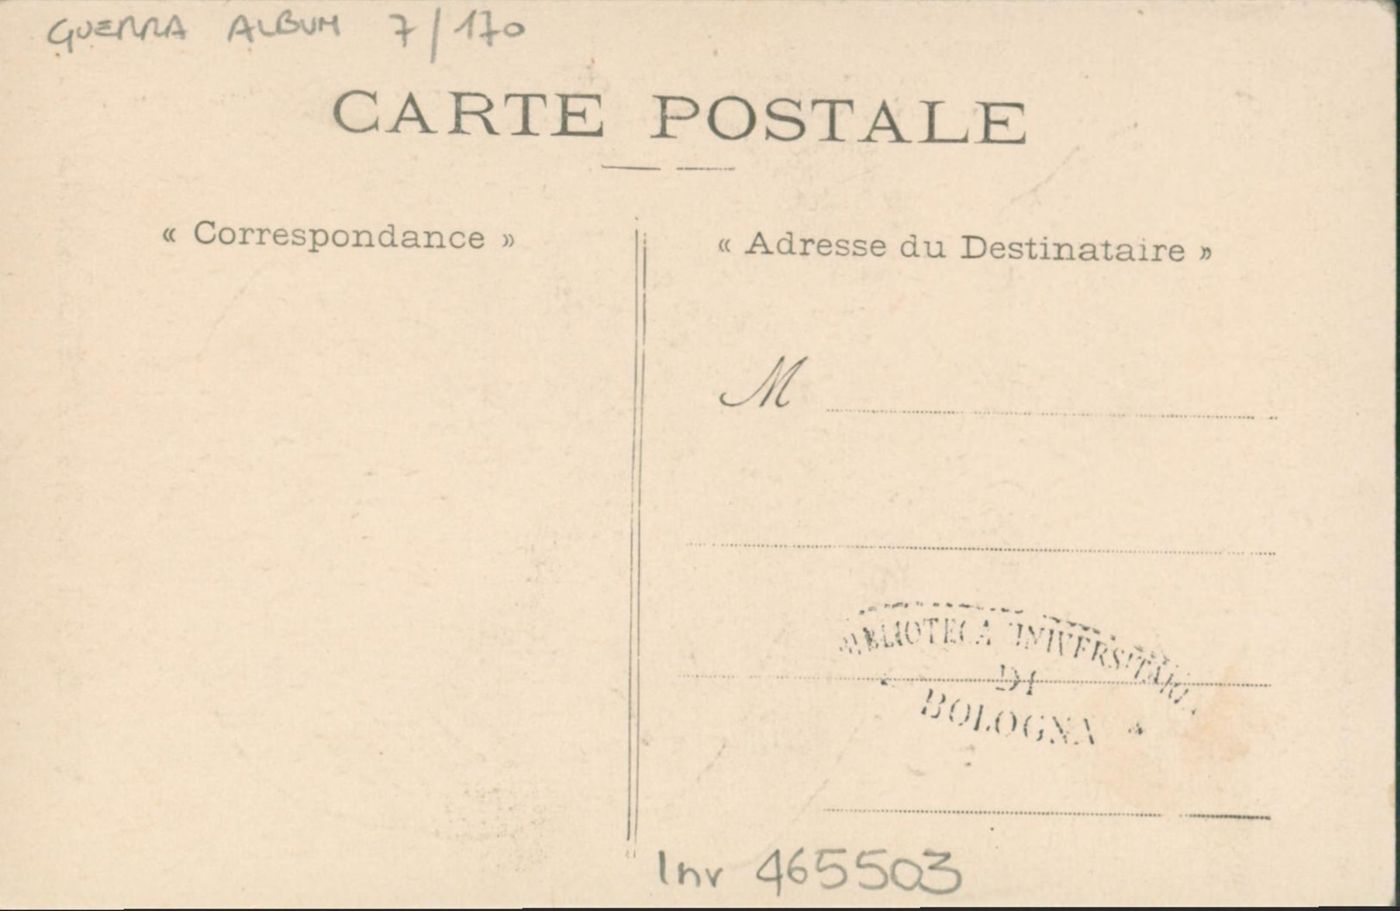 GUERRA ALBUM 7/170
CARTE POSTALE
« Correspondance »
« Adresse du Destinataire »
M
BIBLIOTECA UNIVERSITARIA
DI
BOLOGNA
Inv 465503